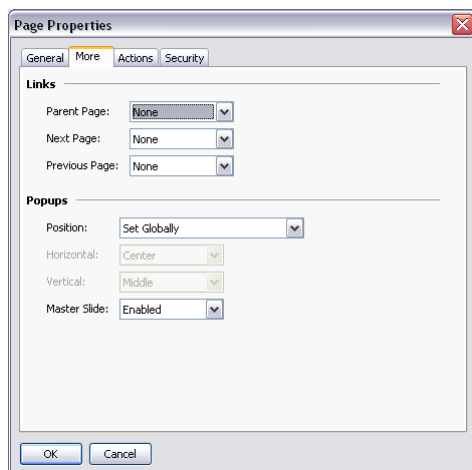 Page Properties
General More Actions Security
Links
Parent Page: None
Next Page: None
Previous Page: None
Popups
Position: Set Globally
Horizontal: Center
Vertical: Middle
Master Slide: Enabled
OK Cancel